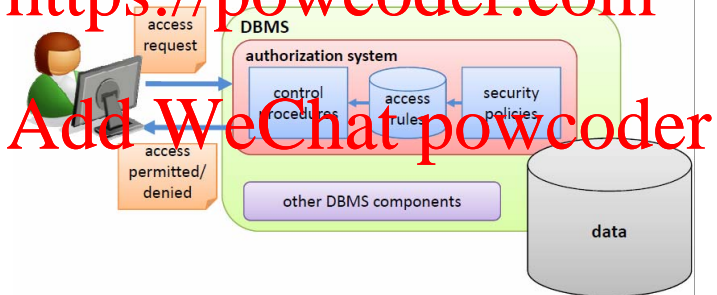 https://powcoder.com
access
request
DBMS
authorization system
control
procedures
access
rules
security
policies
Add WeChat powcoder
access
permitted/
denied
other DBMS components
data